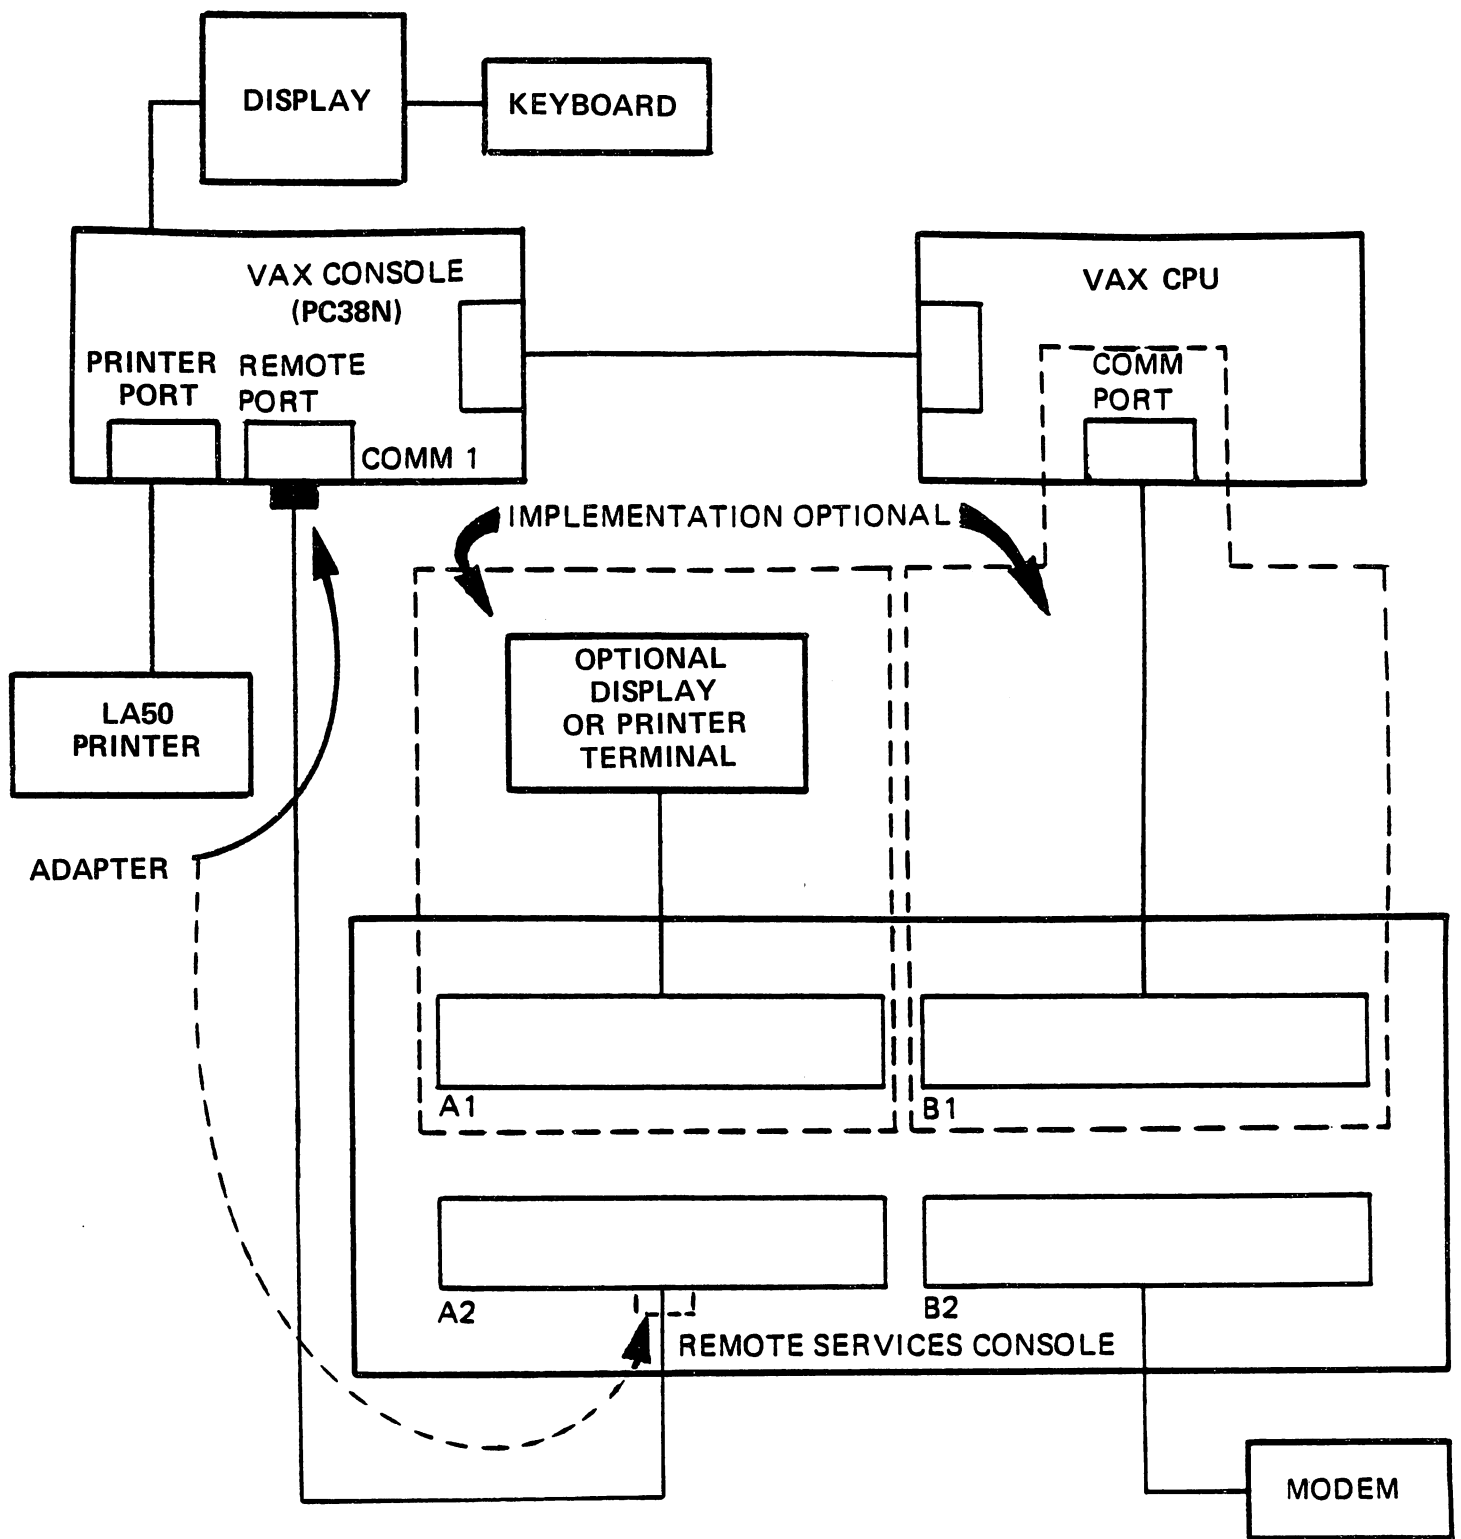 DISPLAY
KEYBOARD
VAX CONSOLE
(PC38N)
PRINTER
PORT
REMOTE
PORT
COMM 1
VAX CPU
COMM
PORT
IMPLEMENTATION OPTIONAL
OPTIONAL
DISPLAY
OR PRINTER
TERMINAL
LA50
PRINTER
ADAPTER
A1
B1
A2
B2
REMOTE SERVICES CONSOLE
MODEM